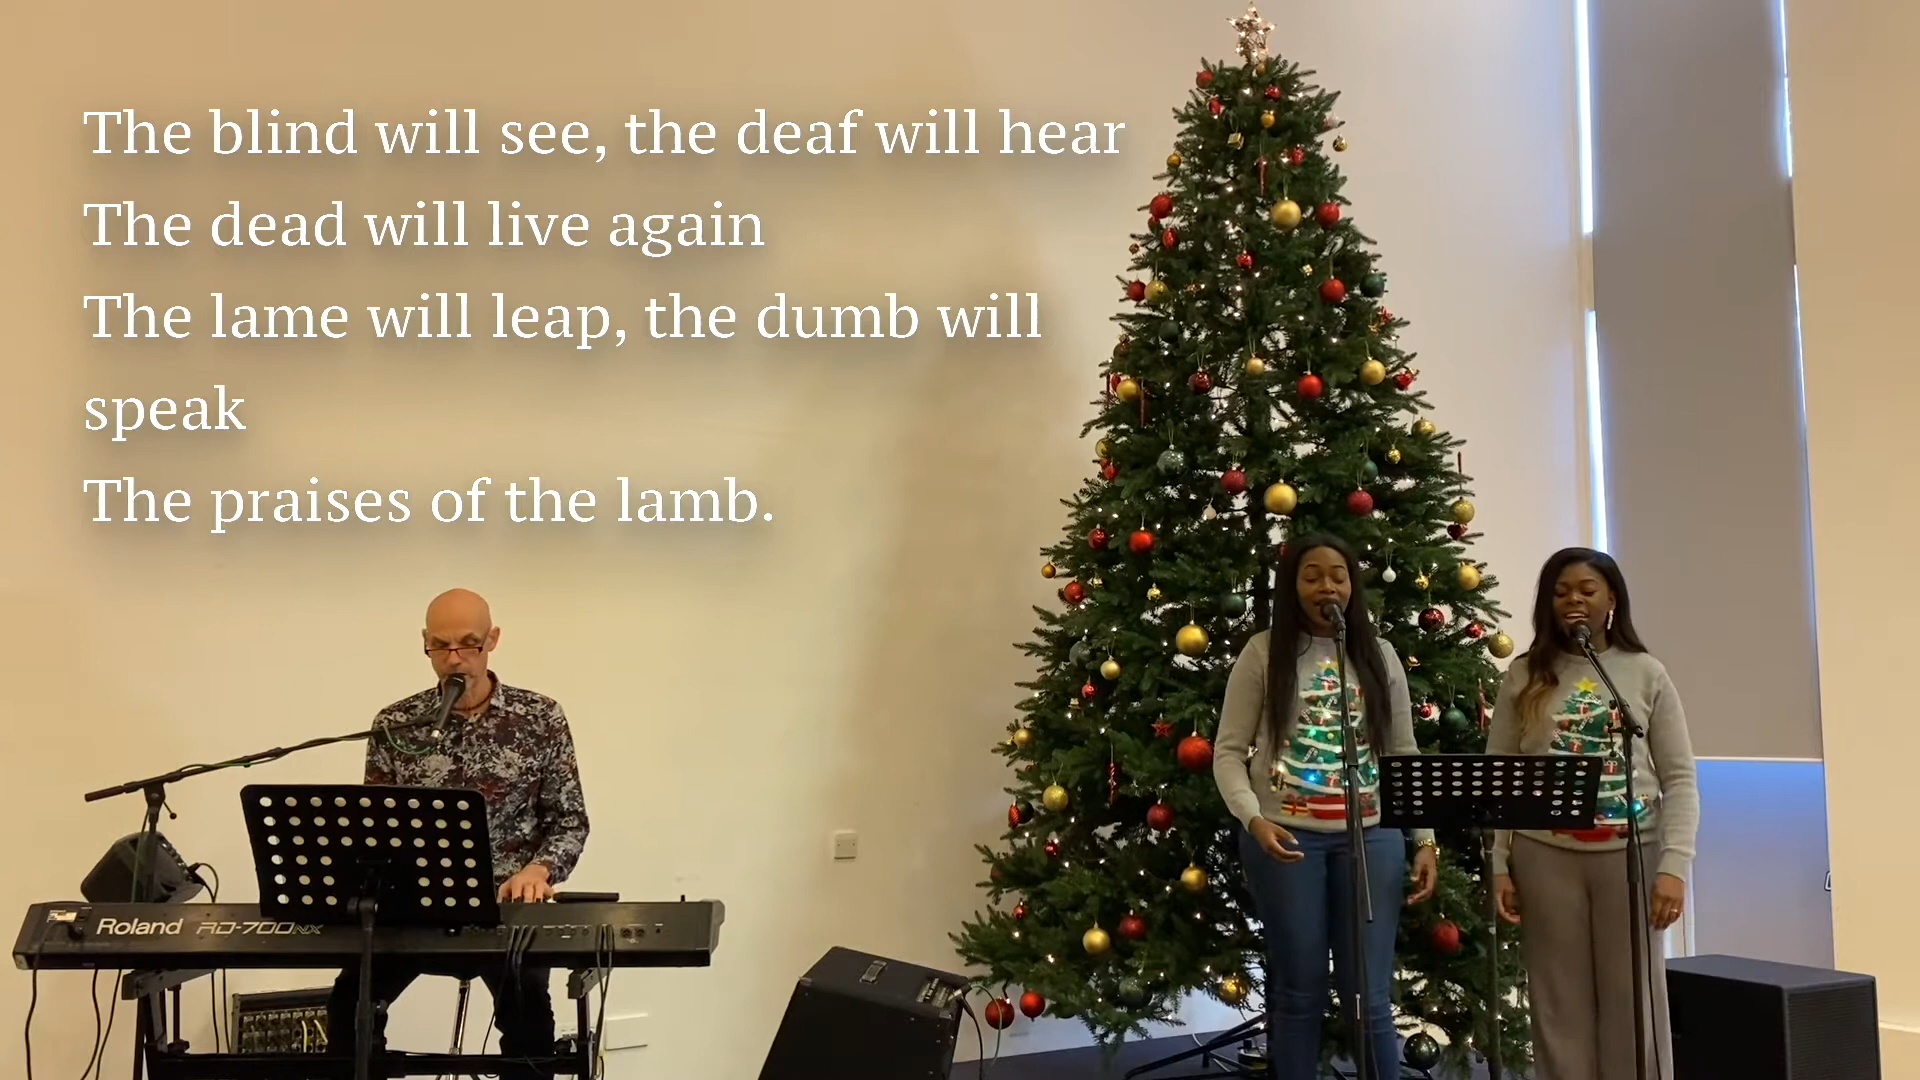 The blind will see, the deaf will hear
The dead will live again
The lame will leap, the dumb will
speak
The praises of the lamb.
Roland RD-700NX